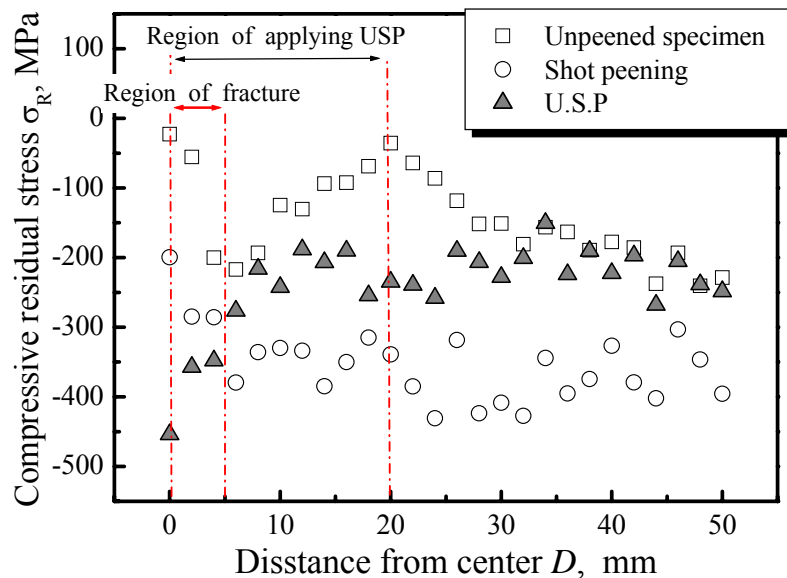 Region of applying USP
Region of fracture
Unpeened specimen
Shot peening
U.S.P
Compressive residual stress σR, MPa
100
0
-100
-200
-300
-400
-500
0
10
20
30
40
50
Disstance from center D, mm